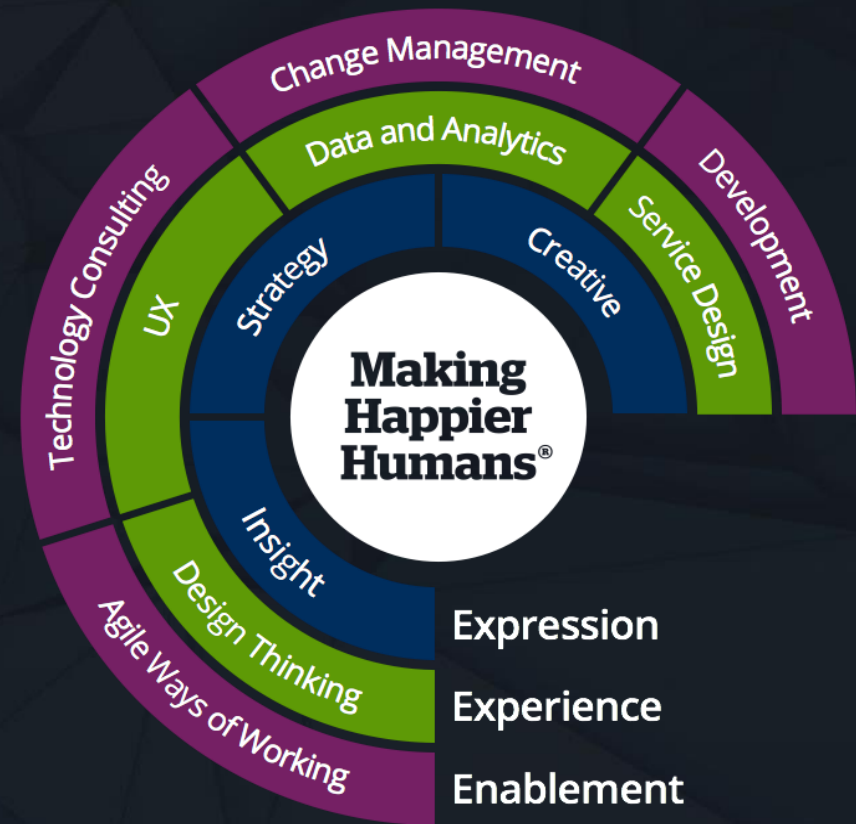 Change Management
Technology Consulting
Development
Data and Analytics
UX
Service Design
Strategy
Creative
Making
Happier
Humans®
Insight
Design Thinking
Agile Ways of Working
Expression
Experience
Enablement